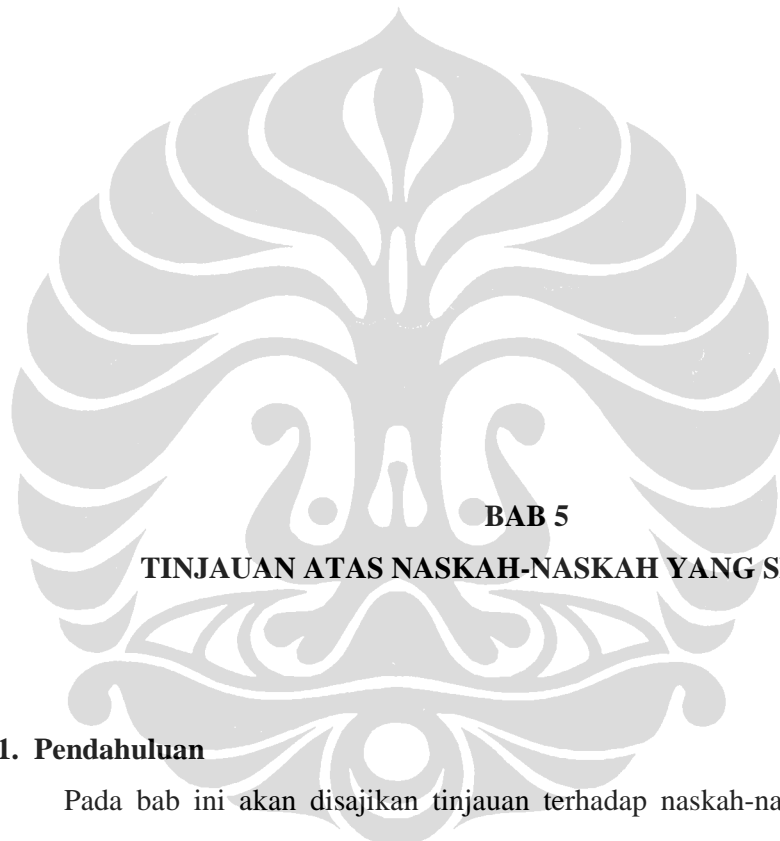 BAB 5
TINJAUAN ATAS NASKAH-NASKAH YANG S
1. Pendahuluan
Pada bab ini akan disajikan tinjauan terhadap naskah-na